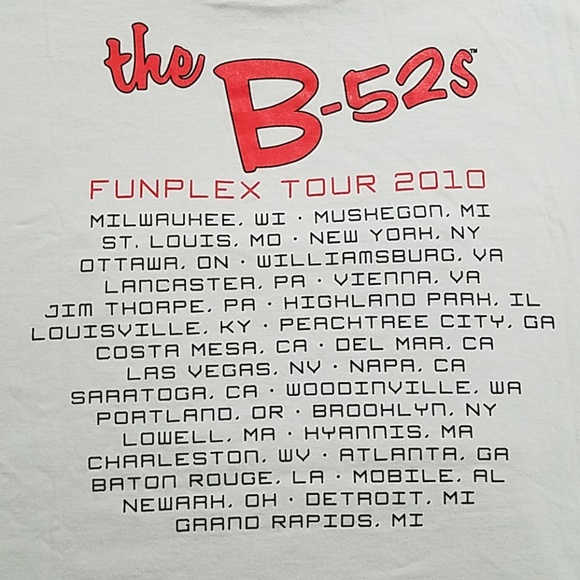 the B-52s™
FUNPLEX TOUR 2010
MILWAUKEE, WI · MUSKEGON, MI
ST. LOUIS, MO · NEW YORK, NY
OTTAWA, ON · WILLIAMSBURG, VA
LANCASTER, PA · VIENNA, VA
JIM THORPE, PA · HIGHLAND PARK, IL
LOUISVILLE, KY · PEACHTREE CITY, GA
COSTA MESA, CA · DEL MAR, CA
LAS VEGAS, NV · NAPA, CA
SARATOGA, CA · WOODINVILLE, WA
PORTLAND, OR · BROOKLYN, NY
LOWELL, MA · HYANNIS, MA
CHARLESTON, WV · ATLANTA, GA
BATON ROUGE, LA · MOBILE, AL
NEWARK, OH · DETROIT, MI
GRAND RAPIDS, MI